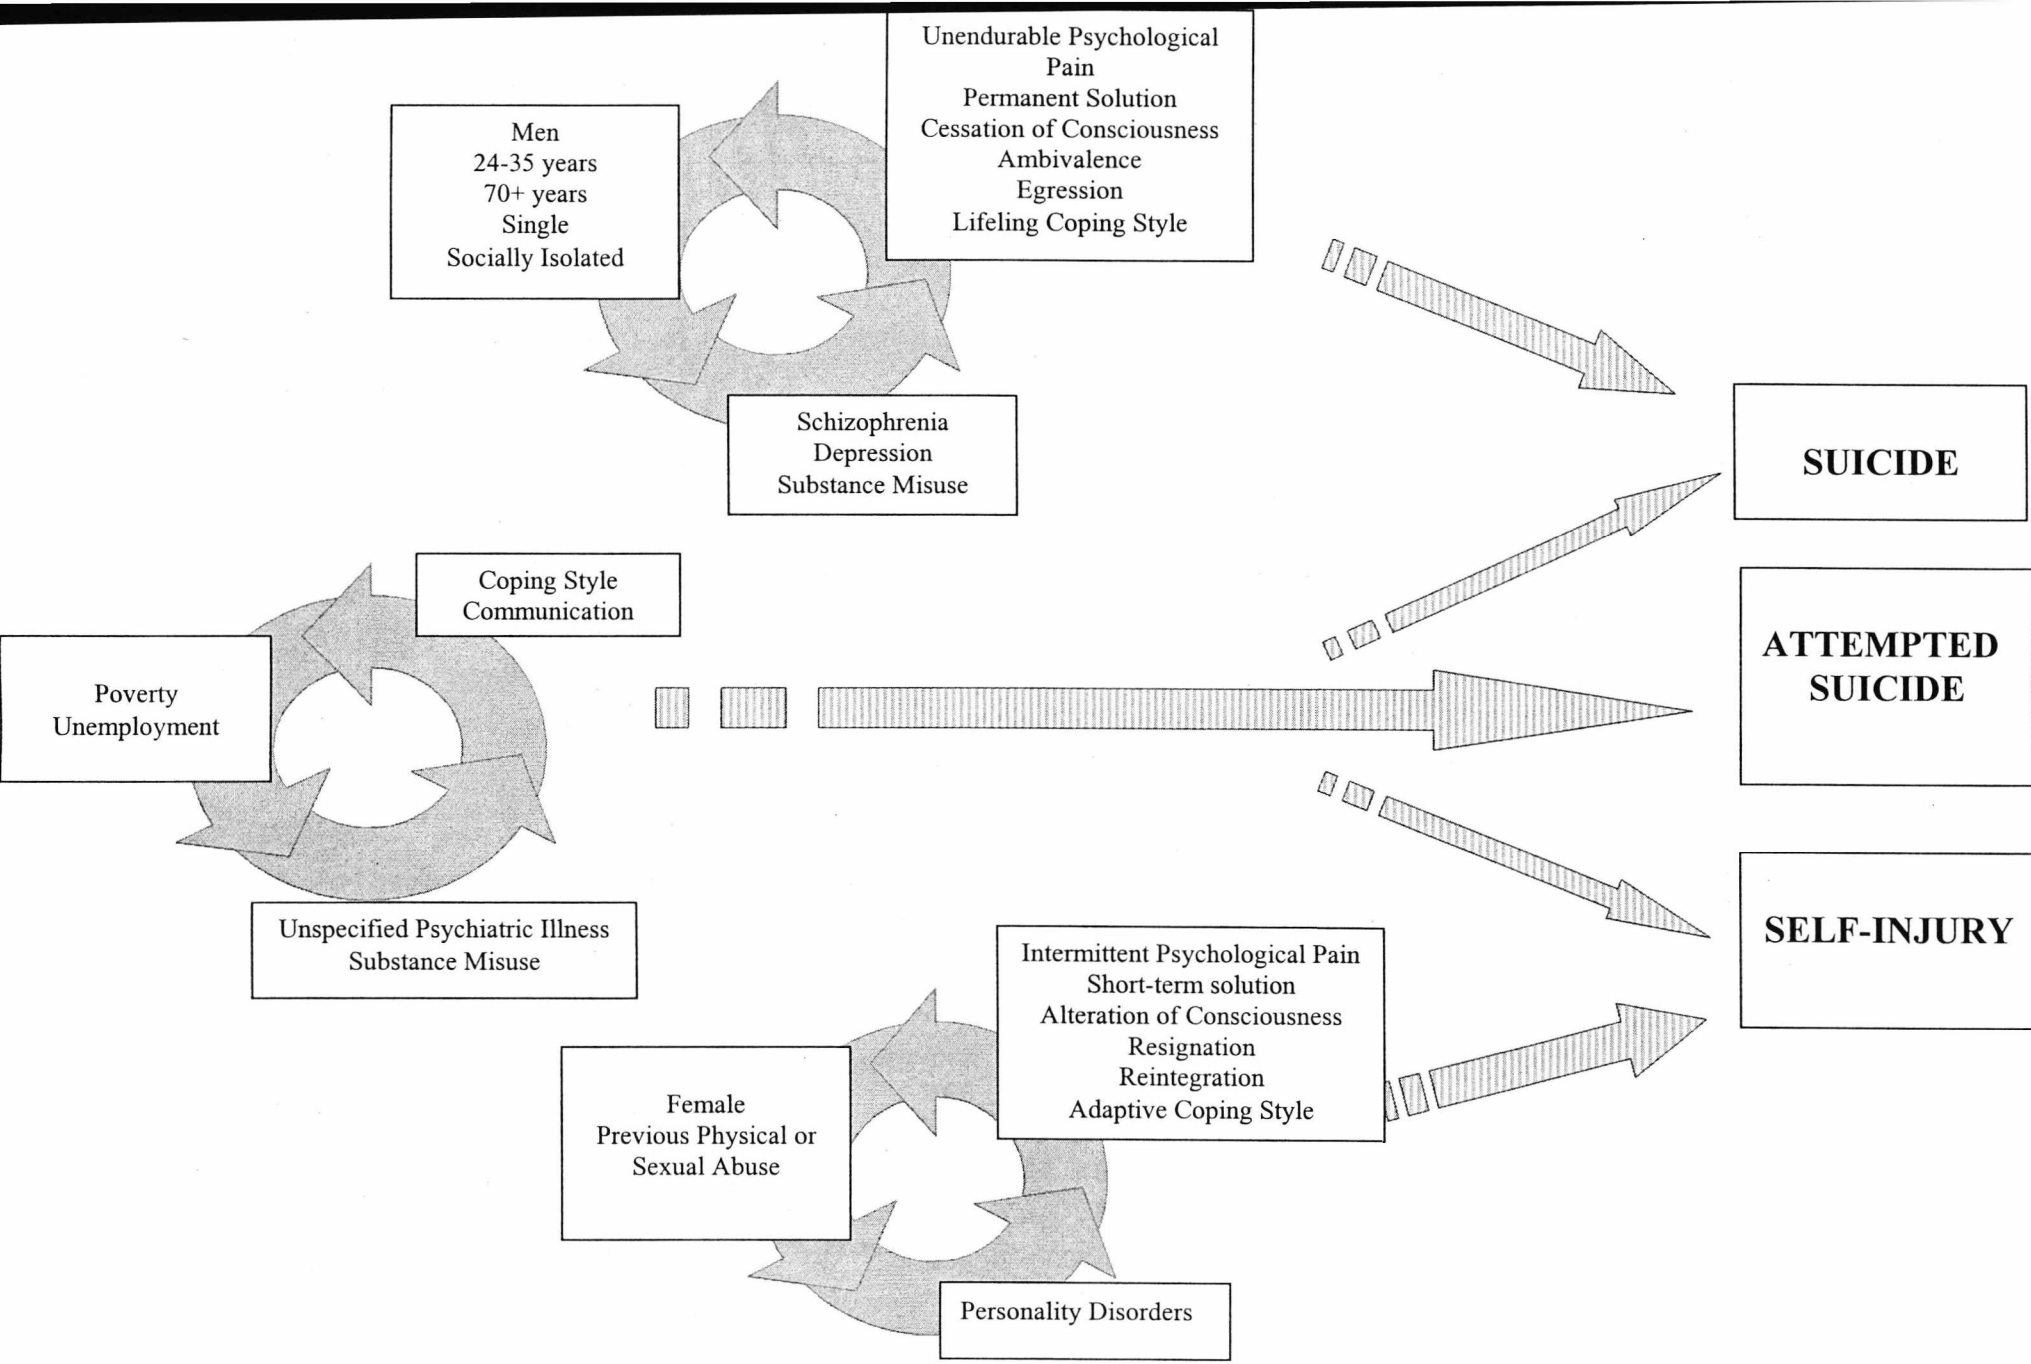 Unendurable Psychological
Pain
Permanent Solution
Cessation of Consciousness
Ambivalence
Egression
Lifeling Coping Style
Men
24-35 years
70+ years
Single
Socially Isolated
Schizophrenia
Depression
Substance Misuse
SUICIDE
Coping Style
Communication
Poverty
Unemployment
Unspecified Psychiatric Illness
Substance Misuse
ATTEMPTED
SUICIDE
SELF-INJURY
Intermittent Psychological Pain
Short-term solution
Alteration of Consciousness
Resignation
Reintegration
Adaptive Coping Style
Female
Previous Physical or
Sexual Abuse
Personality Disorders